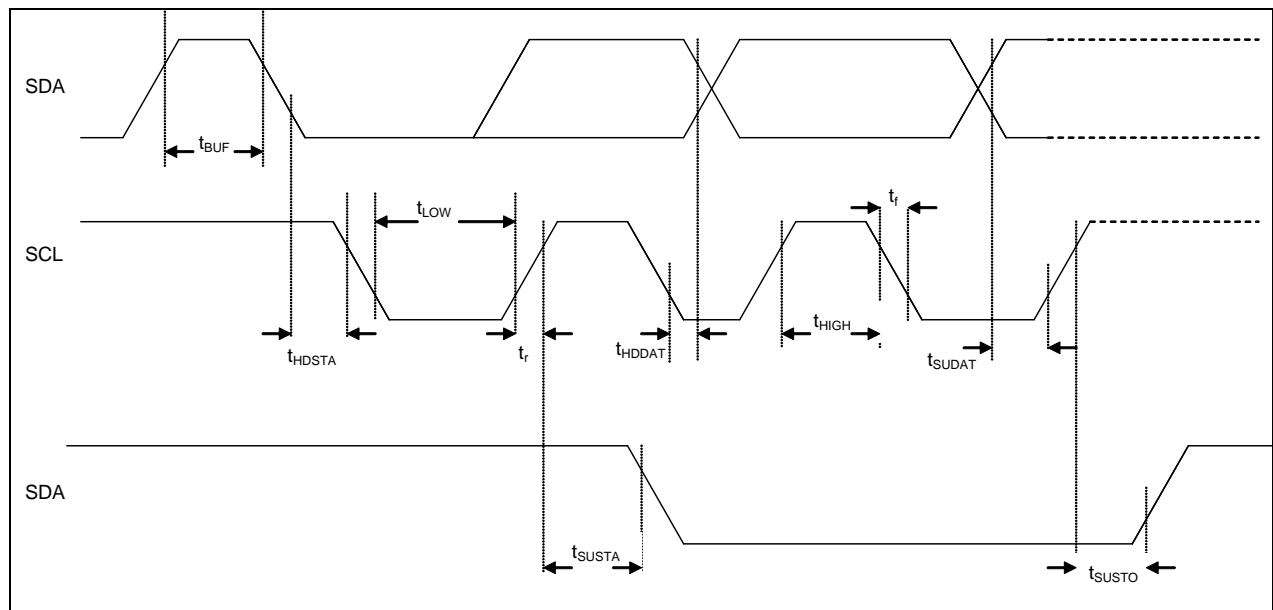 SDA
tBUF
tLOW
tf
SCL
tHDSTA
tr
tHDDAT
tHIGH
tSUDAT
SDA
tSUSTA
tSUSTO